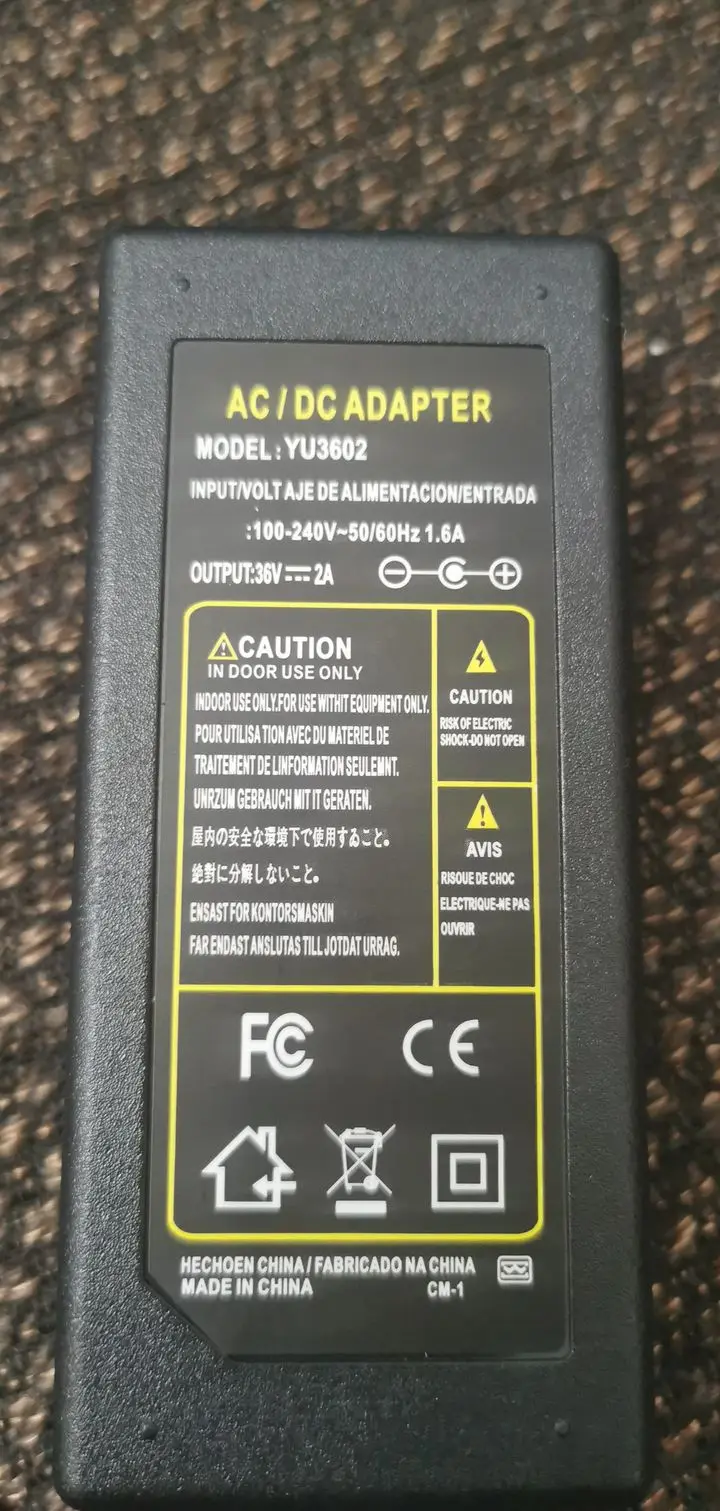 AC / DC ADAPTER
MODEL : YU3602
INPUT/VOLT AJE DE ALIMENTACION/ENTRADA
:100-240V~50/60Hz 1.6A
OUTPUT:36V⎓2A
CAUTION
IN DOOR USE ONLY
INDOOR USE ONLY.FOR USE WITHIT EQUIPMENT ONLY.
POUR UTILISA TION AVEC DU MATERIEL DE
TRAITEMENT DE LINFORMATION SEULEMNT.
UNRZUM GEBRAUCH MIT IT GERATEN.
屋内の安全な環境下で使用すゐこと。
絶對に分解しないこと。
ENSAST FOR KONTORSMASKIN
FAR ENDAST ANSLUTAS TILL JOTDAT URRAG.
CAUTION
RISK OF ELECTRIC
SHOCK-DO NOT OPEN
AVIS
RISOUE DE CHOC
ELECTRIQUE-NE PAS
OUVRIR
FC
CE
HECHOEN CHINA / FABRICADO NA CHINA
MADE IN CHINA
CM-1